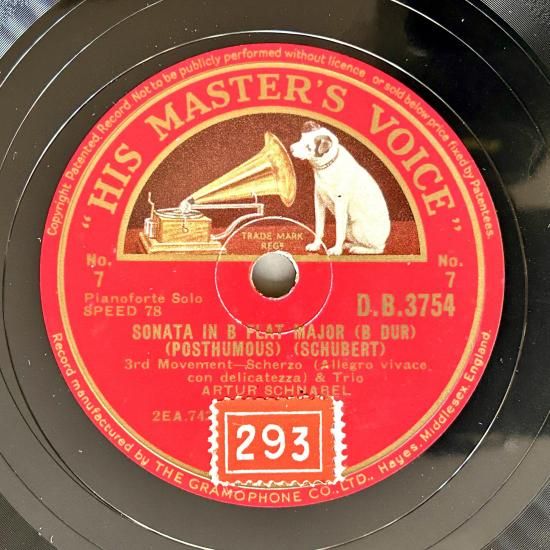 Copyright Patented Record. Not to be publicly performed without licence, or sold below price fixed by Patentees.
"HIS MASTER'S VOICE"
TRADE MARK
REGD
No.
7
No.
7
Pianoforte Solo
SPEED 78
D.B.3754
SONATA IN B FLAT MAJOR (B DUR)
(POSTHUMOUS) (SCHUBERT)
3rd Movement—Scherzo (Allegro vivace
con delicatezza) & Trio
ARTUR SCHNABEL
2EA.742
293
Record manufactured by THE GRAMOPHONE CO., LTD., Hayes, Middlesex England.